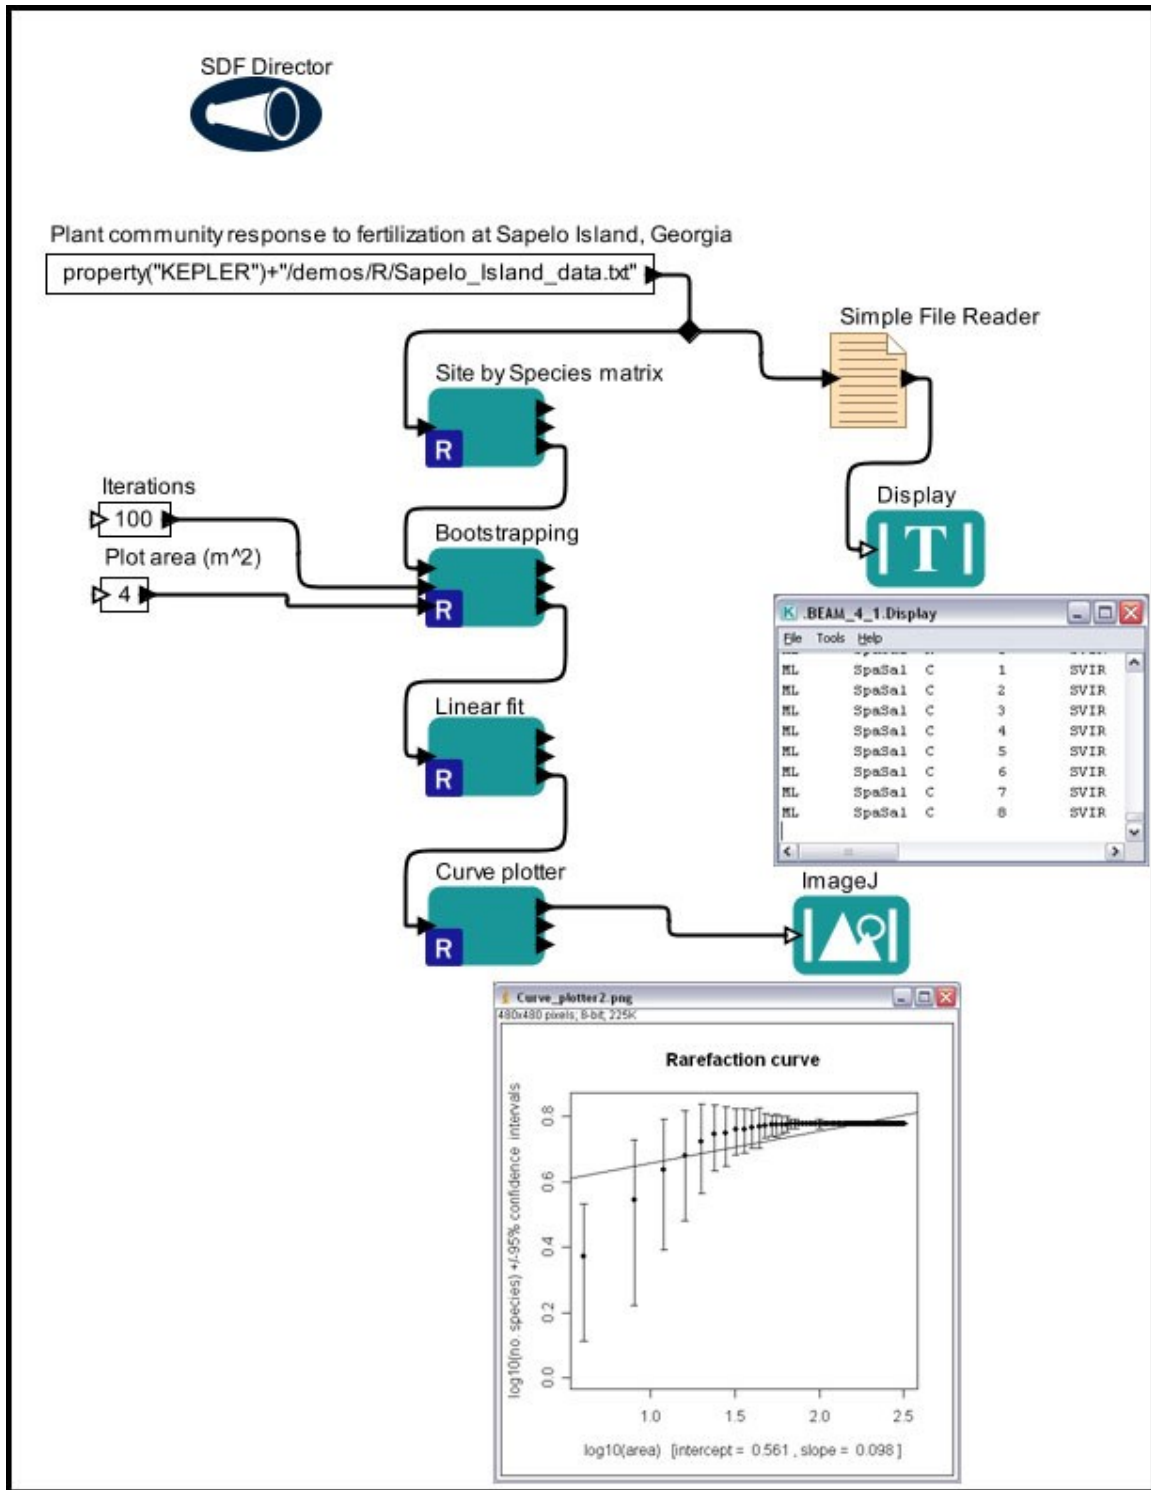 SDF Director
Plant community response to fertilization at Sapelo Island, Georgia
property("KEPLER")+"/demos/R/Sapelo_Island_data.txt"
Simple File Reader
Site by Species matrix
R
Iterations
100
Plot area (m^2)
4
Bootstrapping
R
Display
T
K .BEAM_4_1.Display
File Tools Help
ML SpaSal C 1 SVIR
ML SpaSal C 2 SVIR
ML SpaSal C 3 SVIR
ML SpaSal C 4 SVIR
ML SpaSal C 5 SVIR
ML SpaSal C 6 SVIR
ML SpaSal C 7 SVIR
ML SpaSal C 8 SVIR
Linear fit
R
Curve plotter
R
ImageJ
Curve_plotter2.png
480x480 pixels; 8-bit; 225K
Rarefaction curve
log10(no. species) +/-95% confidence intervals
0.8
0.6
0.4
0.2
0.0
1.0 1.5 2.0 2.5
log10(area) [intercept = 0.561 , slope = 0.098 ]